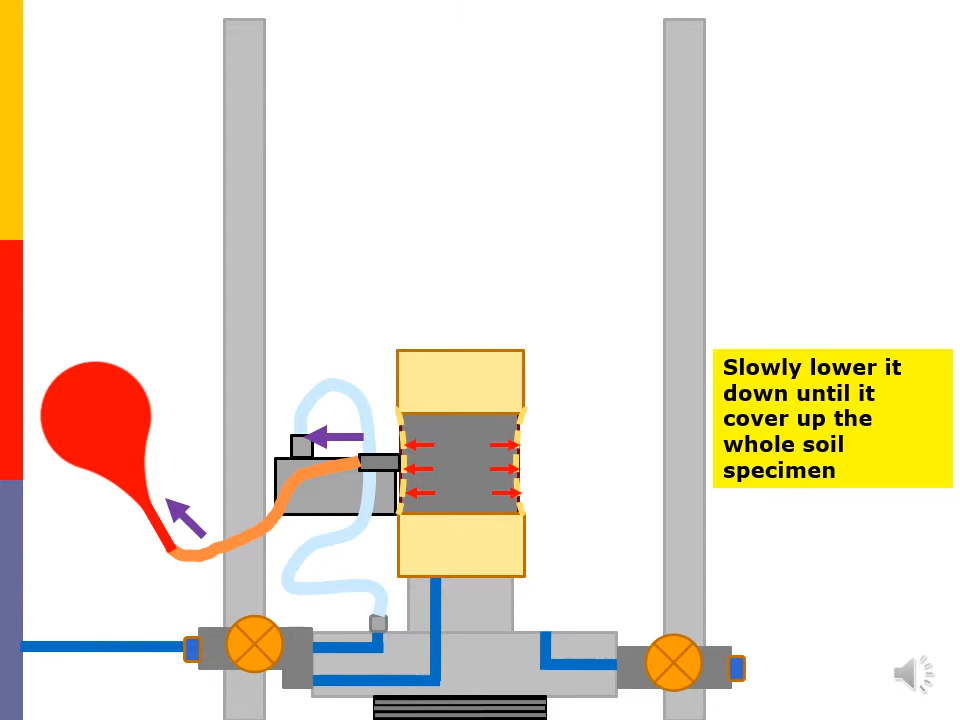 Slowly lower it
down until it
cover up the
whole soil
specimen